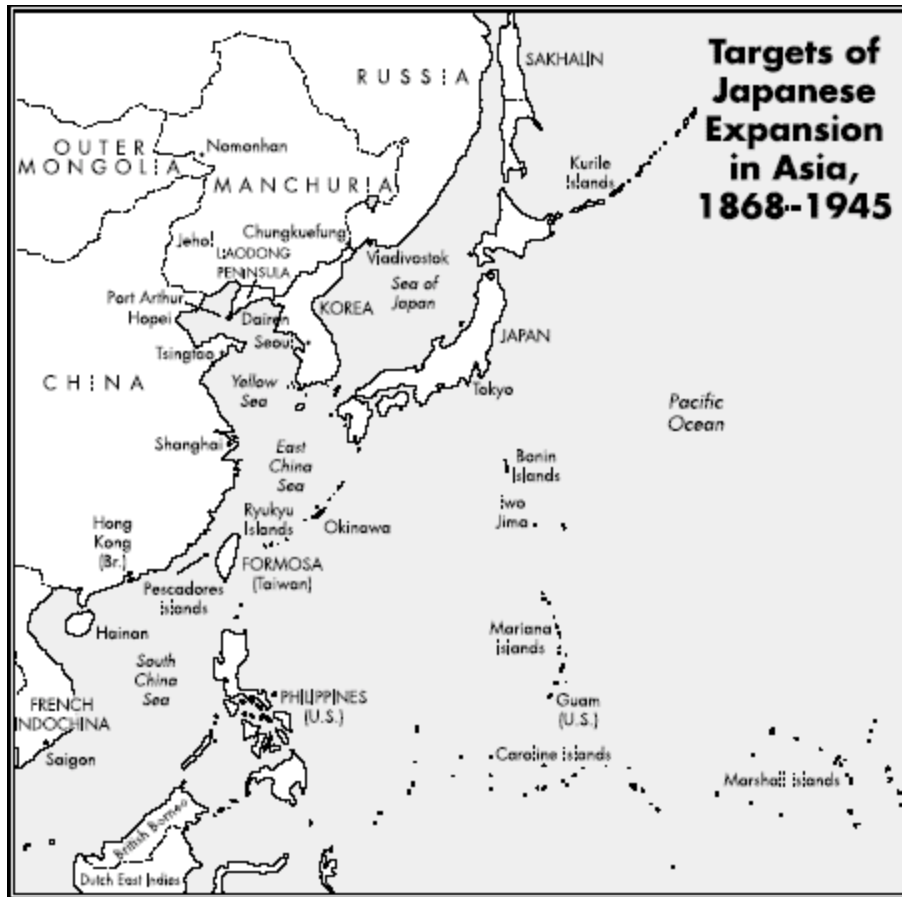 Targets of
Japanese
Expansion
in Asia,
1868--1945
RUSSIA
SAKHALIN
OUTER
MONGOLIA
Nomonhan
MANCHURIA
Kurile
Islands
Jehol
Chungkuefung
LIAODONG
PENINSULA
Vladivostok
Sea of
Japan
Port Arthur
Hopei
Dairen
KOREA
Seoul
JAPAN
Tsingtao
CHINA
Yellow
Sea
Tokyo
Pacific
Ocean
Shanghai
East
China
Sea
Bonin
Islands
Iwo
Jima
Ryukyu
Islands
Okinawa
Hong
Kong
(Br.)
FORMOSA
(Taiwan)
Pescadores
Islands
Hainan
Mariana
Islands
South
China
Sea
PHILIPPINES
(U.S.)
Guam
(U.S.)
FRENCH
INDOCHINA
Saigon
Caroline Islands
Marshall Islands
British Borneo
Dutch East Indies